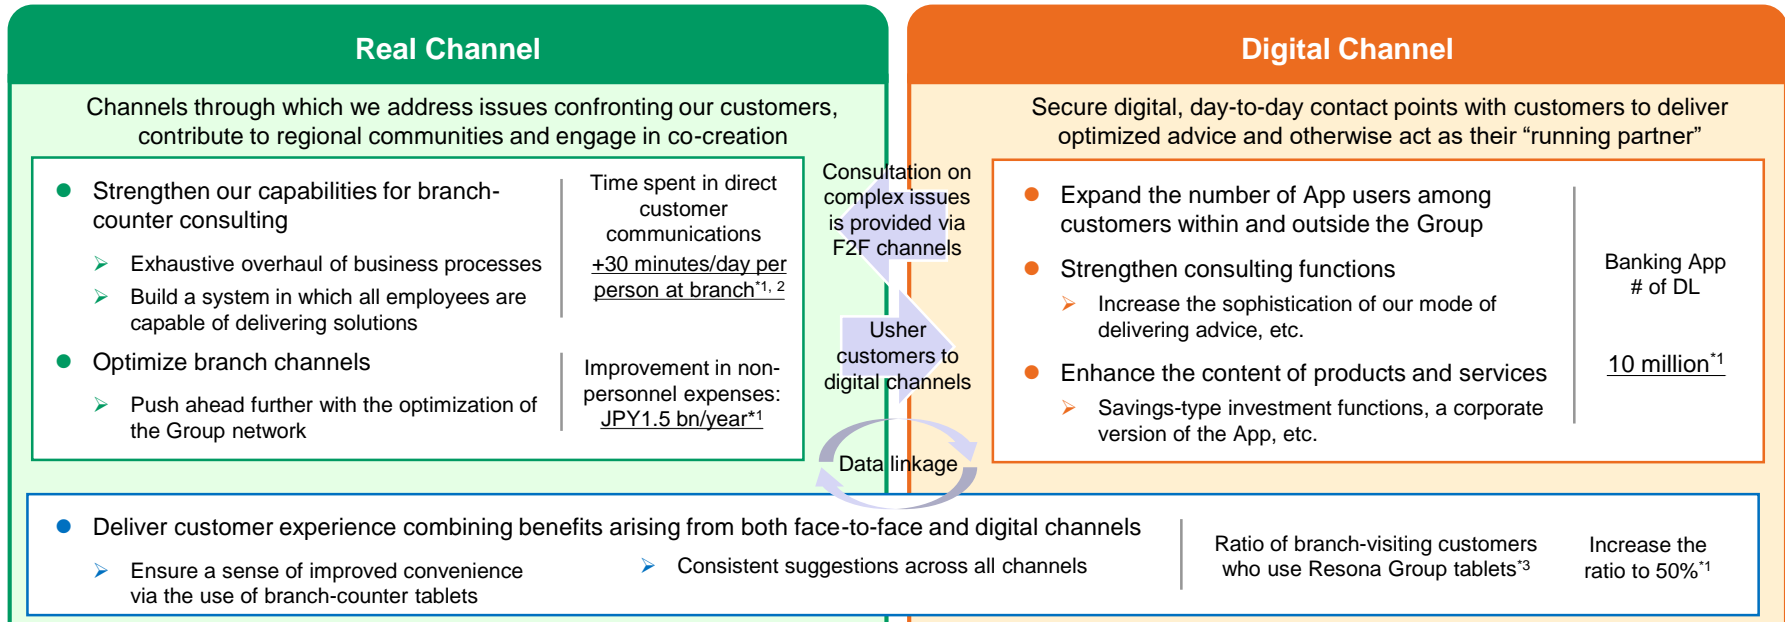 Real Channel
Channels through which we address issues confronting our customers,
contribute to regional communities and engage in co-creation
Strengthen our capabilities for branch-
counter consulting
Exhaustive overhaul of business processes
Build a system in which all employees are
capable of delivering solutions
Time spent in direct
customer
communications
+30 minutes/day per
person at branch*1, 2
Optimize branch channels
Push ahead further with the optimization of
the Group network
Improvement in non-
personnel expenses:
JPY1.5 bn/year*1
Consultation on
complex issues
is provided via
F2F channels
Usher
customers to
digital channels
Data linkage
Digital Channel
Secure digital, day-to-day contact points with customers to deliver
optimized advice and otherwise act as their “running partner”
Expand the number of App users among
customers within and outside the Group
Strengthen consulting functions
Increase the sophistication of our mode of
delivering advice, etc.
Enhance the content of products and services
Savings-type investment functions, a corporate
version of the App, etc.
Banking App
# of DL
10 million*1
Deliver customer experience combining benefits arising from both face-to-face and digital channels
Ensure a sense of improved convenience
via the use of branch-counter tablets
Consistent suggestions across all channels
Ratio of branch-visiting customers
who use Resona Group tablets*3
Increase the
ratio to 50%*1